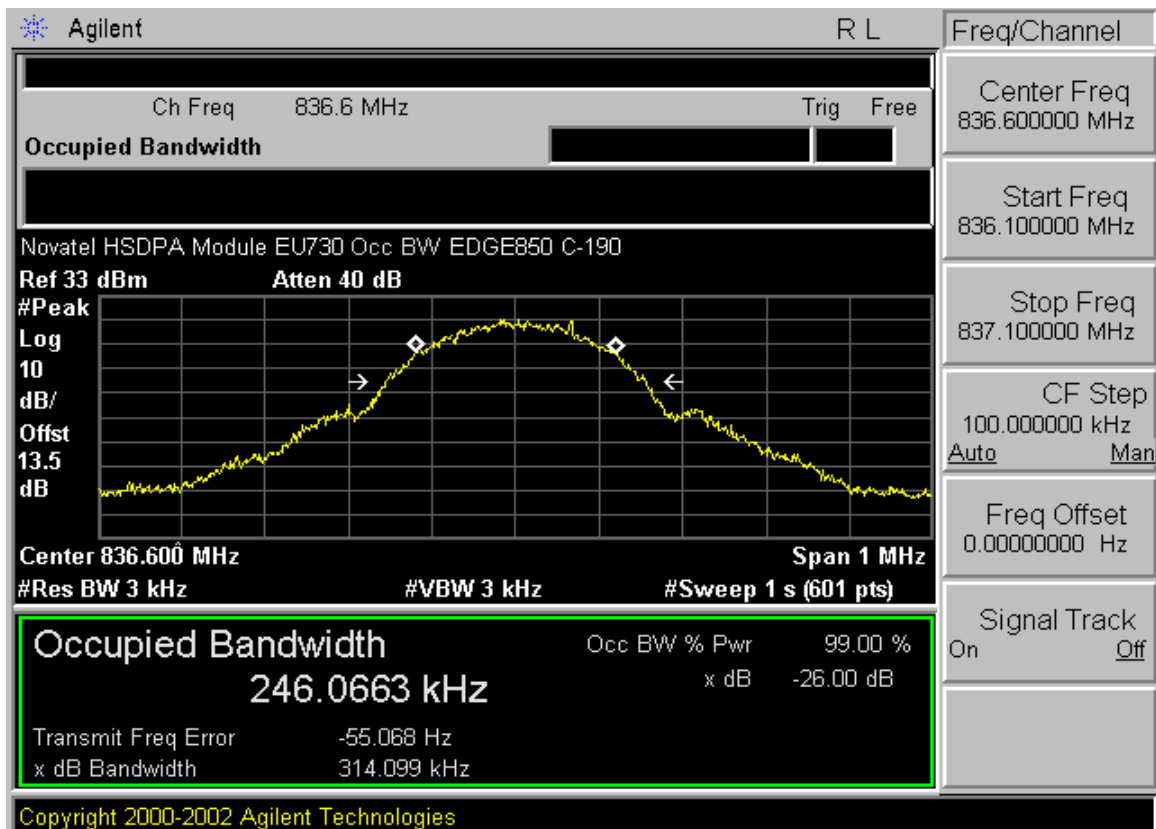 Agilent R L
Freq/Channel
Ch Freq 836.6 MHz Trig Free
Occupied Bandwidth
Novatel HSDPA Module EU730 Occ BW EDGE850 C-190
Ref 33 dBm Atten 40 dB
#Peak
Log
10
dB/
Offst
13.5
dB
Center 836.600 MHz Span 1 MHz
#Res BW 3 kHz #VBW 3 kHz #Sweep 1 s (601 pts)
Occupied Bandwidth
246.0663 kHz
Occ BW % Pwr 99.00 %
x dB -26.00 dB
Transmit Freq Error -55.068 Hz
x dB Bandwidth 314.099 kHz
Copyright 2000-2002 Agilent Technologies
Center Freq
836.600000 MHz
Start Freq
836.100000 MHz
Stop Freq
837.100000 MHz
CF Step
100.000000 kHz
Auto Man
Freq Offset
0.00000000 Hz
Signal Track
On Off